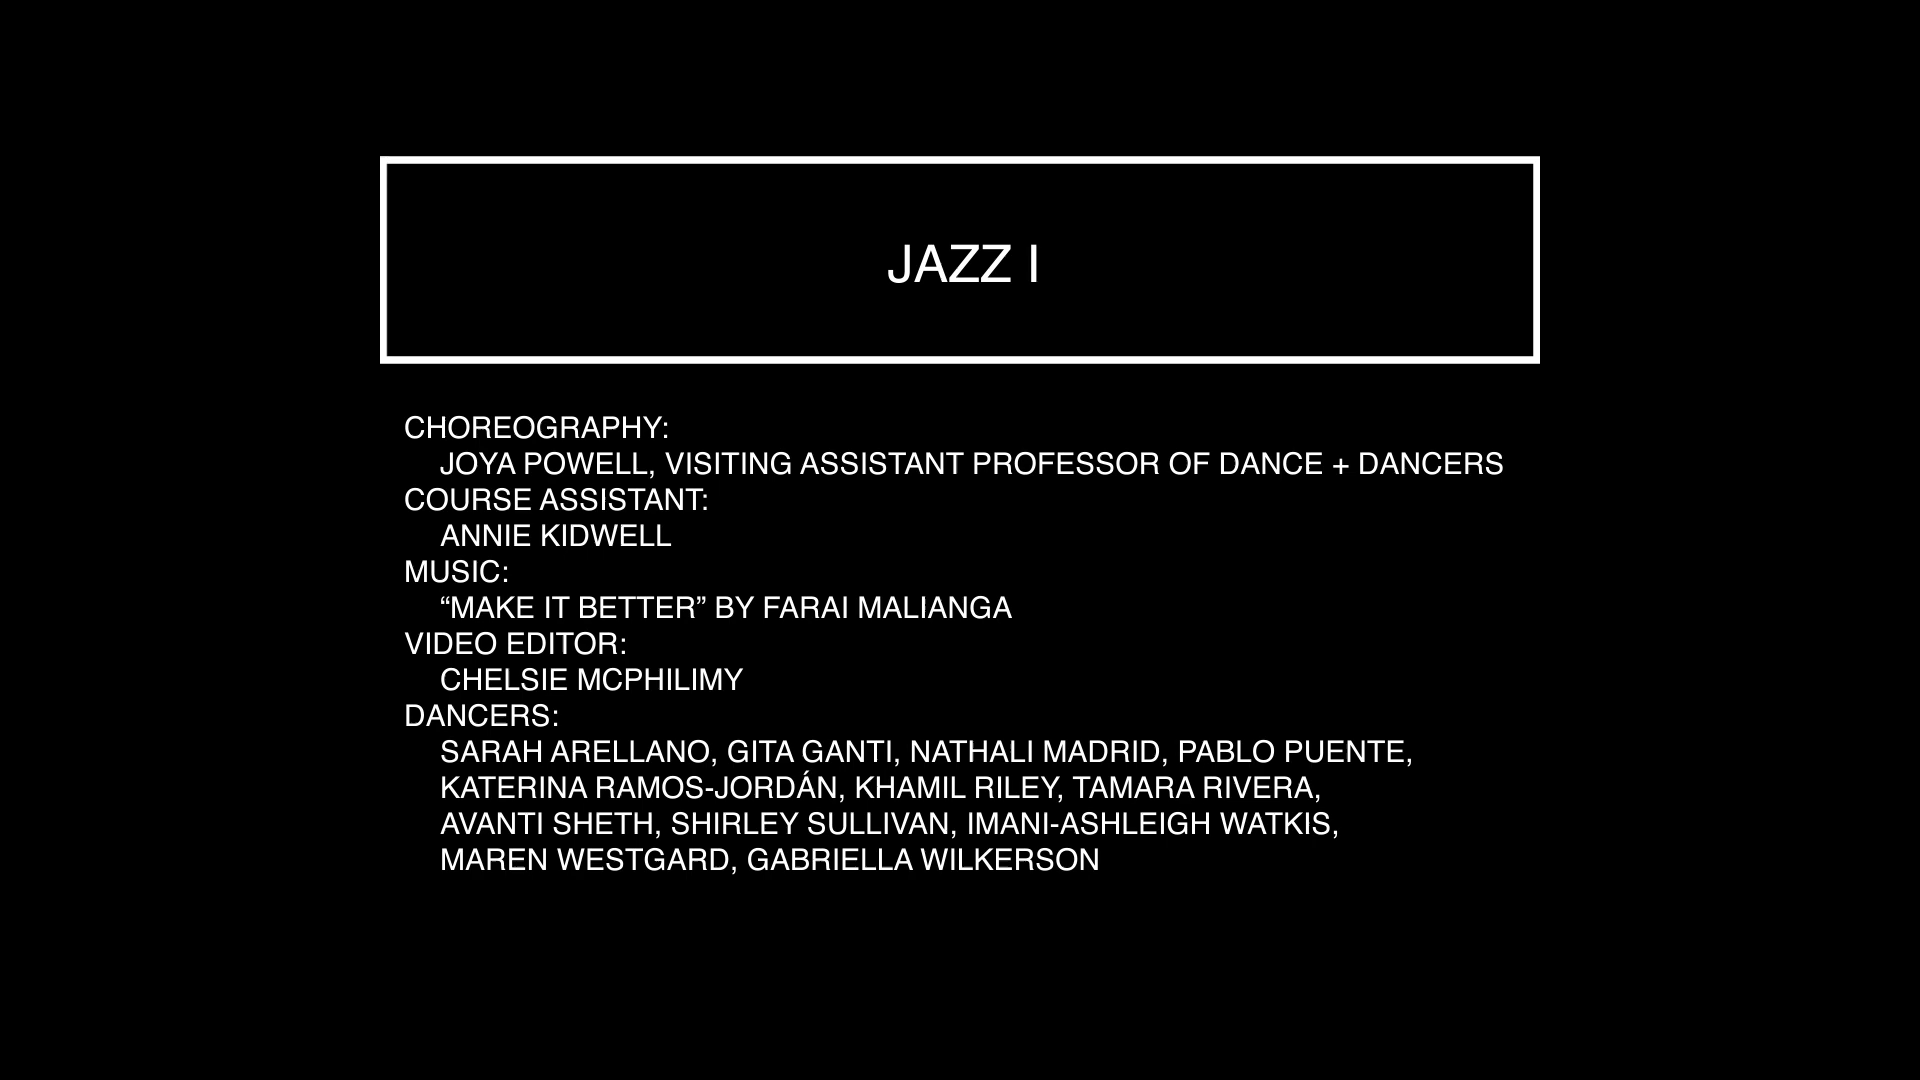 JAZZ I
CHOREOGRAPHY:
JOYA POWELL, VISITING ASSISTANT PROFESSOR OF DANCE + DANCERS
COURSE ASSISTANT:
ANNIE KIDWELL
MUSIC:
“MAKE IT BETTER” BY FARAI MALIANGA
VIDEO EDITOR:
CHELSIE MCPHILIMY
DANCERS:
SARAH ARELLANO, GITA GANTI, NATHALI MADRID, PABLO PUENTE,
KATERINA RAMOS-JORDÁN, KHAMIL RILEY, TAMARA RIVERA,
AVANTI SHETH, SHIRLEY SULLIVAN, IMANI-ASHLEIGH WATKIS,
MAREN WESTGARD, GABRIELLA WILKERSON